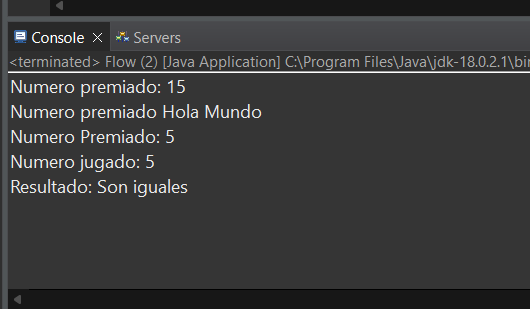 Console Servers
<terminated> Flow (2) [Java Application] C:\Program Files\Java\jdk-18.0.2.1\bin
Numero premiado: 15
Numero premiado Hola Mundo
Numero Premiado: 5
Numero jugado: 5
Resultado: Son iguales